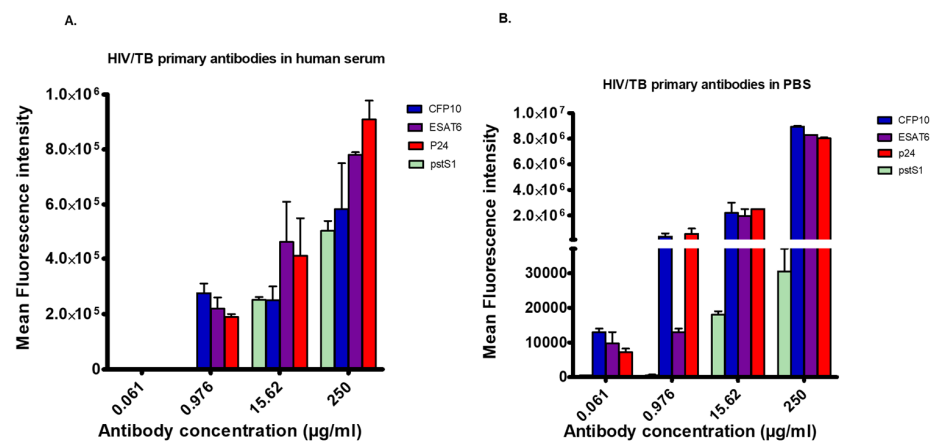 A.
HIV/TB primary antibodies in human serum
Mean Fluorescence intensity
1.0×10⁶
8.0×10⁵
6.0×10⁵
4.0×10⁵
2.0×10⁵
0
0.061
0.976
15.62
250
Antibody concentration (µg/ml)
CFP10
ESAT6
P24
pstS1
B.
HIV/TB primary antibodies in PBS
Mean Fluorescence intensity
1.0×10⁷
8.0×10⁶
6.0×10⁶
4.0×10⁶
2.0×10⁶
30000
20000
10000
0
0.061
0.976
15.62
250
Antibody concentration (µg/ml)
CFP10
ESAT6
p24
pstS1